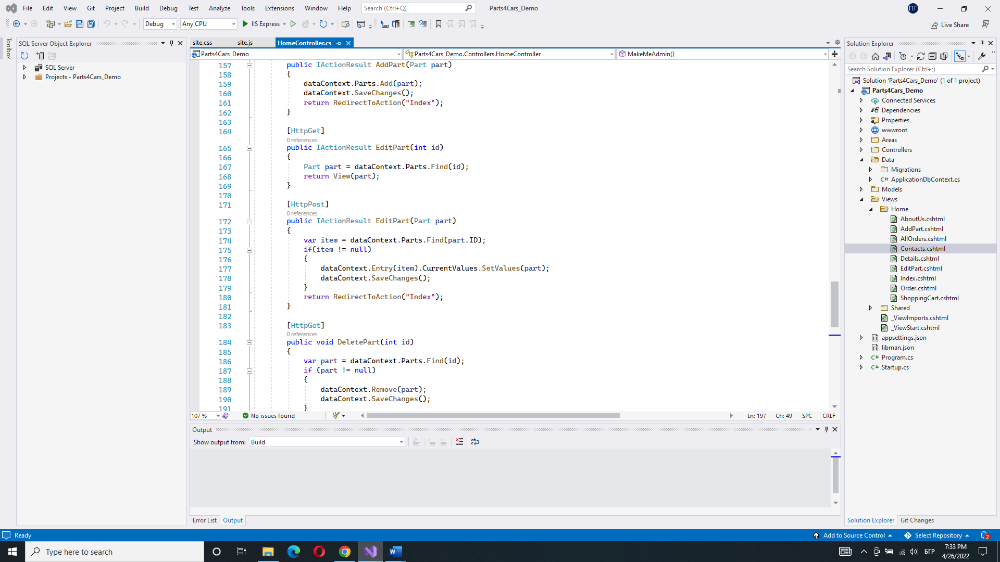 File Edit View Git Project Build Debug Test Analyze Tools Extensions Window Help Search (Ctrl+Q) Parts4Cars_Demo ПГ
Debug Any CPU IIS Express Live Share
Toolbox
SQL Server Object Explorer
SQL Server
Projects - Parts4Cars_Demo
site.css site.js HomeController.cs
Parts4Cars_Demo Parts4Cars_Demo.Controllers.HomeController MakeMeAdmin()
157 public IActionResult AddPart(Part part)
158 {
159 dataContext.Parts.Add(part);
160 dataContext.SaveChanges();
161 return RedirectToAction("Index");
162 }
163
164 [HttpGet]
0 references
165 public IActionResult EditPart(int id)
166 {
167 Part part = dataContext.Parts.Find(id);
168 return View(part);
169 }
170
171 [HttpPost]
0 references
172 public IActionResult EditPart(Part part)
173 {
174 var item = dataContext.Parts.Find(part.ID);
175 if(item != null)
176 {
177 dataContext.Entry(item).CurrentValues.SetValues(part);
178 dataContext.SaveChanges();
179 }
180 return RedirectToAction("Index");
181 }
182
183 [HttpGet]
0 references
184 public void DeletePart(int id)
185 {
186 var part = dataContext.Parts.Find(id);
187 if (part != null)
188 {
189 dataContext.Remove(part);
190 dataContext.SaveChanges();
191 }
107 % No issues found Ln: 197 Ch: 49 SPC CRLF
Output
Show output from: Build
Error List Output
Solution Explorer
Search Solution Explorer (Ctrl+;)
Solution 'Parts4Cars_Demo' (1 of 1 project)
Parts4Cars_Demo
Connected Services
Dependencies
Properties
wwwroot
Areas
Controllers
Data
Migrations
C# ApplicationDbContext.cs
Models
Views
Home
AboutUs.cshtml
AddPart.cshtml
AllOrders.cshtml
Contacts.cshtml
Details.cshtml
EditPart.cshtml
Index.cshtml
Order.cshtml
ShoppingCart.cshtml
Shared
_ViewImports.cshtml
_ViewStart.cshtml
appsettings.json
libman.json
C# Program.cs
C# Startup.cs
Solution Explorer Git Changes
Ready Add to Source Control Select Repository 2
Type here to search БГР 7:33 PM
4/26/2022